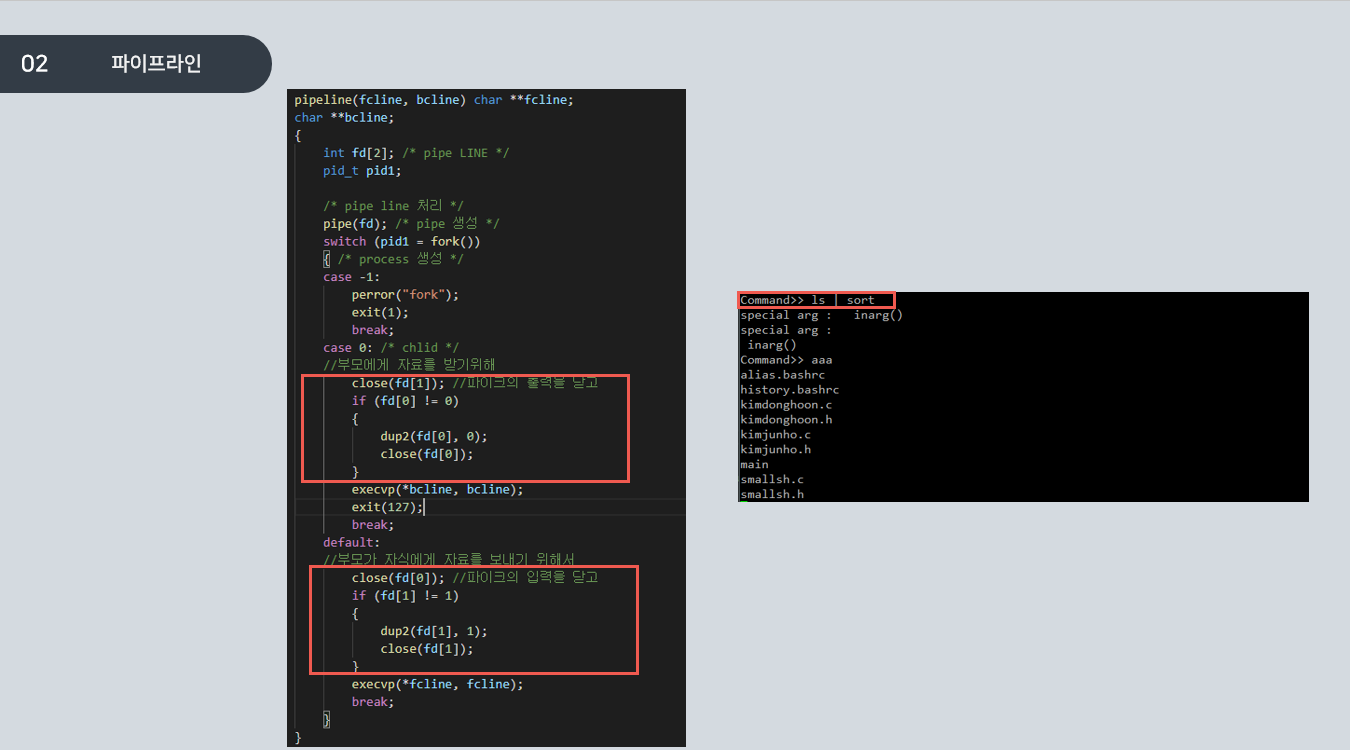 02 파이프라인
pipeline(fcline, bcline) char **fcline;
char **bcline;
{
int fd[2]; /* pipe LINE */
pid_t pid1;
/* pipe line 처리 */
pipe(fd); /* pipe 생성 */
switch (pid1 = fork())
{ /* process 생성 */
case -1:
perror("fork");
exit(1);
break;
case 0: /* chlid */
//부모에게 자료를 받기위해
close(fd[1]); //파이크의 출력을 닫고
if (fd[0] != 0)
{
dup2(fd[0], 0);
close(fd[0]);
}
execvp(*bcline, bcline);
exit(127);
break;
default:
//부모가 자식에게 자료를 보내기 위해서
close(fd[0]); //파이크의 입력을 닫고
if (fd[1] != 1)
{
dup2(fd[1], 1);
close(fd[1]);
}
execvp(*fcline, fcline);
break;
}
}
Command>> ls | sort
special arg : inarg()
special arg :
inarg()
Command>> aaa
alias.bashrc
history.bashrc
kimdonghoon.c
kimdonghoon.h
kimjunho.c
kimjunho.h
main
smallsh.c
smallsh.h